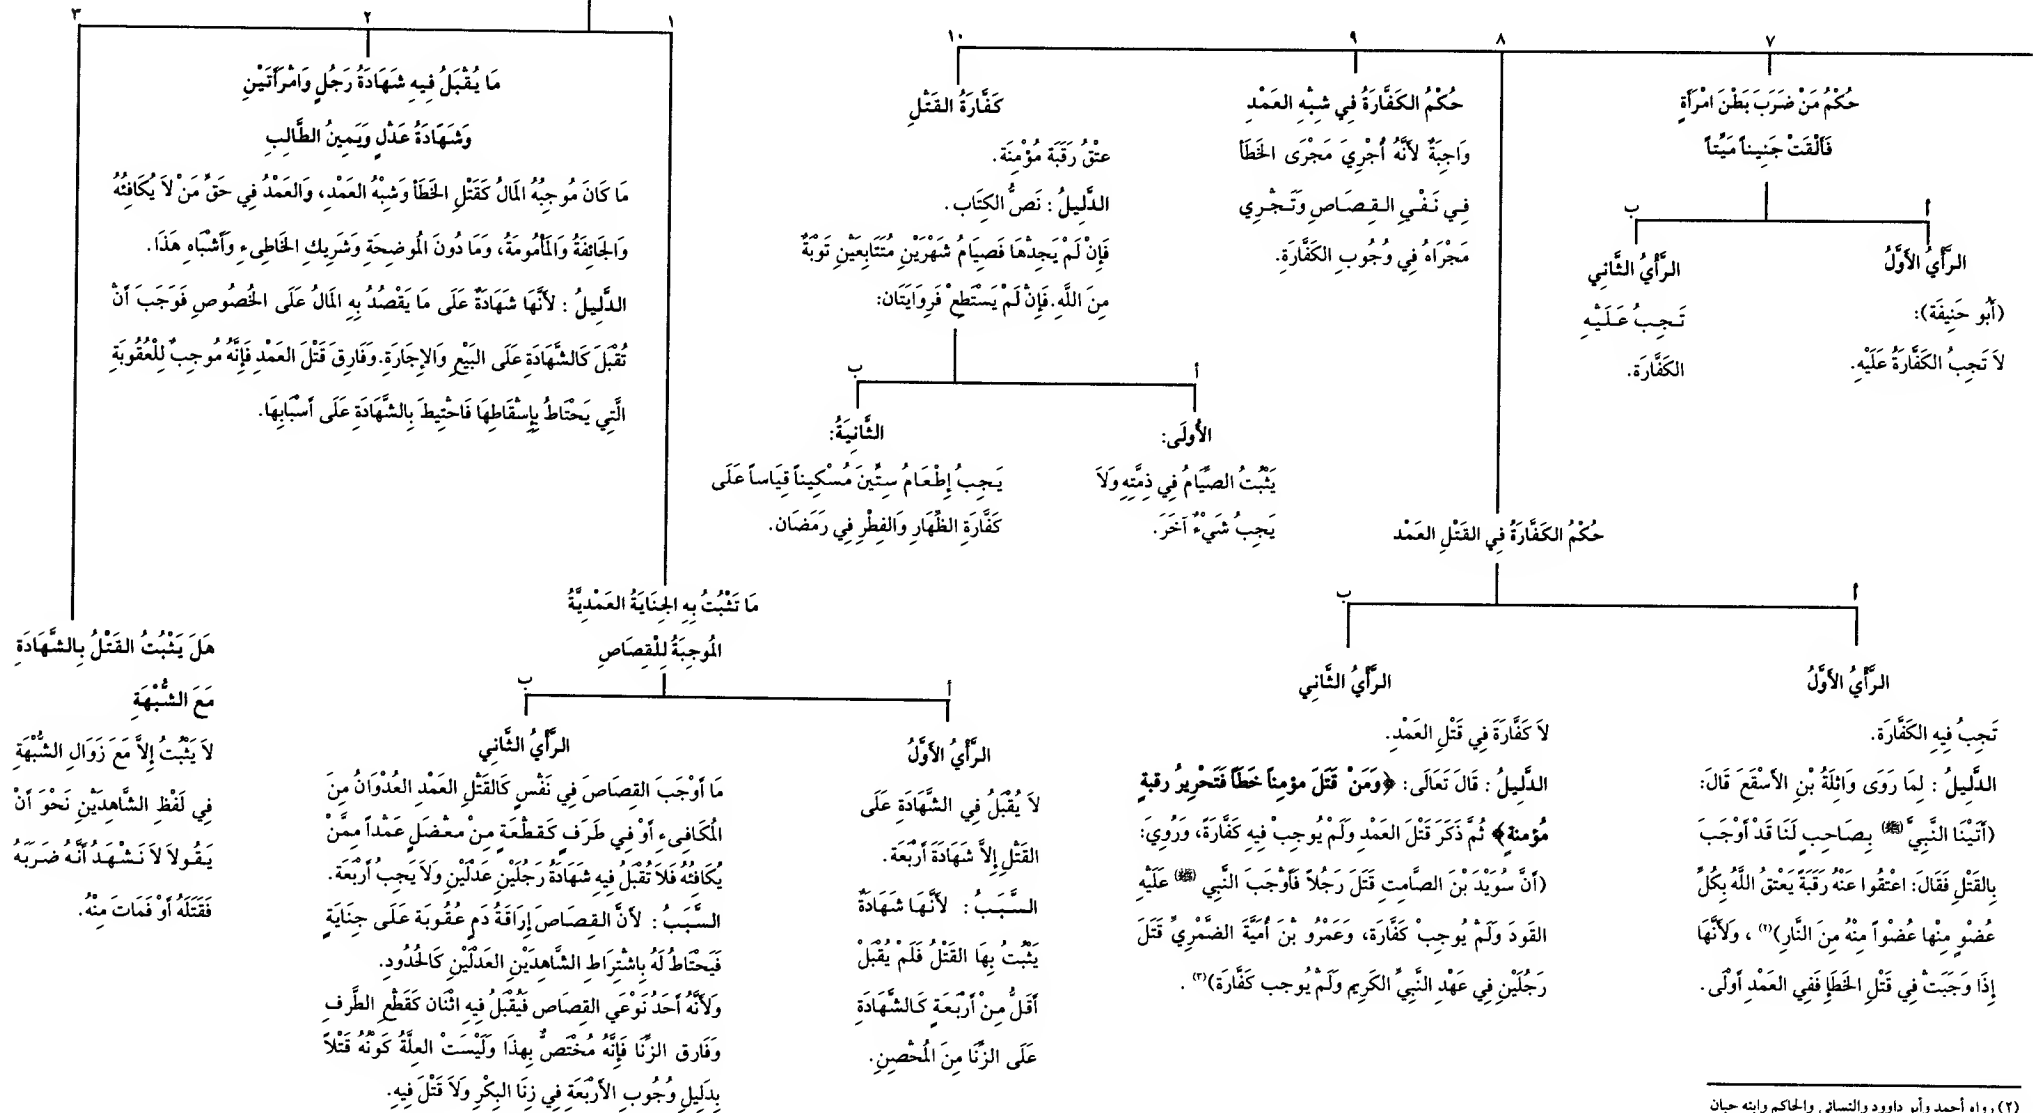 ٧
حُكْمُ مَنْ ضَرَبَ بَطْنَ امْرَأَةٍ
فَأَلْقَتْ جَنِيناً مَيِّتاً
أ
الرَّأْيُ الأَوَّلُ
(أَبُو حَنِيفَة):
لاَ تَجِبُ الكَفَّارَةُ عَلَيْهِ.
ب
الرَّأْيُ الثَّانِي
تَجِبُ عَلَيْهِ
الكَفَّارَة.
٨
حُكْمُ الكَفَّارَةُ فِي القَتْلِ العَمْد
أ
الرَّأْيُ الأَوَّلُ
تَجِبُ فِيهِ الكَفَّارَة.
الدَّلِيلُ : لِمَا رَوَى وَاثِلَةُ بْنِ الأَسْقَعَ قَالَ:
(أَتَيْنَا النَّبِيَّ (ﷺ) بِصَاحِبٍ لَنَا قَدْ أَوْجَبَ
بِالقَتْلِ فَقَالَ: اعْتِقُوا عَنْهُ رَقَبَةً يَعْتِقُ اللَّهُ بِكُلِّ
عُضْوٍ مِنْها عُضْواً مِنْهُ مِنَ النَّارِ)(٢) ، وَلأَنَّهَا
إِذَا وَجَبَتْ فِي قَتْلِ الخَطَإِ فَفِي العَمْدِ أَوْلَى.
ب
الرَّأْيُ الثَّانِي
لاَ كَفَّارَةَ فِي قَتْلِ العَمْدِ.
الدَّلِيلُ : قَالَ تَعَالَى: ﴿وَمَنْ قَتَلَ مؤمِناً خَطَأً فَتَحْرِيرُ رقبةٍ
مُؤمنةٍ﴾ ثُمَّ ذَكَرَ قَتْلَ العَمْدِ وَلَمْ يُوجِبْ فِيهِ كَفَّارَةً، وَرُوِيَ:
(أَنَّ سُوَيْدَ بْنَ الصَّامِتِ قَتَلَ رَجُلاً فَأَوْجَبَ النَّبِي (ﷺ) عَلَيْهِ
القَودَ وَلَمْ يُوجِبْ كَفَّارَة، وَعَمْرُو بْنَ أُمَيَّةَ الضَّمْرِيِّ قَتَلَ
رَجُلَيْنِ فِي عَهْدِ النَّبِيِّ الكَرِيمِ وَلَمْ يُوجب كَفَّارَة)(٣) .
٩
حُكْمُ الكَفَّارَةُ فِي شِبْهِ العَمْدِ
وَاجِبَةٌ لأَنَّهُ أُجْرِيَ مَجْرَى الخَطَأ
فِي نَفْيِ القِصَاصِ وَتَجْرِي
مَجْرَاهُ فِي وُجُوبِ الكَفَّارَةِ.
١٠
كَفَّارَةُ القَتْلِ
عِتْقُ رَقَبَة مُؤْمِنَة.
الدَّلِيلُ : نَصُّ الكِتَاب .
فَإِنْ لَمْ يَجِدْهَا فَصِيَامُ شَهْرَيْنِ مُتَتَابِعَيْنِ تَوْبَةً
مِنَ اللَّهِ.فَإِنْ لَمْ يَسْتَطِعْ فَرِوَايَتَان:
أ
الأُولَى:
يَثْبُتُ الصِّيَامُ فِي ذِمَّتِهِ وَلاَ
يَجِبُ شَيْءٌ آخَرَ.
ب
الثَّانِيَةُ:
يَجِبُ إِطْعَامُ سِتِّينَ مُسْكِيناً قِيَاساً عَلَى
كَفَّارَةِ الظِّهَارِ وَالفِطْرِ فِي رَمَضَان.
١
مَا تَثْبُتُ بِهِ الجِنَايَةُ العَمْدِيَّةُ
المُوجِبَةُ لِلْقِصَاصِ
أ
الرَّأْيُ الأَوَّلُ
لاَ يُقْبَلُ فِي الشَّهَادَةِ عَلَى
القَتْلِ إِلاَّ شَهَادَةَ أَرْبَعَة.
السَّبَبُ : لأَنَّهَا شَهَادَةٌ
يَثْبُتُ بِهَا القَتْلُ فَلَمْ يُقْبَلْ
أَقَلُّ مِنْ أَرْبَعَةٍ كَالشَّهَادَةِ
عَلَى الزِّنَا مِنَ المُحْصِنِ.
ب
الرَّأْيُ الثَّانِي
مَا أَوْجَبَ القِصَاصَ فِي نَفْسٍ كَالقَتْلِ العَمْدِ العُدْوَانُ مِنَ
المُكَافِىءِ أَوْ فِي طَرَفٍ كَقطْعَةٍ مِنْ مَعْضَلٍ عَمْداً مِمَّنْ
يُكَافِئُهُ فَلاَ تُقْبَلُ فِيهِ شَهَادَةُ رَجُلَيْنِ عَدْلَيْنِ وَلاَ يَجِب أَرْبَعَة.
السَّبَبُ : لأَنَّ القِصَاصَ إِرَاقَةُ دَمٍ عُقُوبَة عَلَى جِنَايَةٍ
فَيَحْتَاطُ لَهُ بِاشْتِرَاطِ الشَّاهِدَيْنِ العَدْلَيْنِ كَالحُدُودِ.
وَلأَنَّهُ أَحَدُ نَوْعَي القِصَاص فَيُقْبَلُ فِيهِ اثْنَان كَقَطْعِ الطَّرفِ
وَفَارق الزِّنَا فَإِنَّهُ مُخْتَصٌّ بِهذَا وَلَيْسَتْ العِلَّةُ كَوْنُهُ قَتْلاً
بِدَلِيلِ وُجُوبِ الأَرْبَعَةِ فِي زِنَا البِكْرِ وَلاَ قَتْلَ فِيهِ.
٢
مَا يُقْبَلُ فِيهِ شَهَادَةُ رَجُلٍ وَامْرَأَتَيْنِ
وَشَهَادَةُ عَدْلٍ وَيَمِينُ الطَّالِبِ
مَا كَانَ مُوجِبُهُ المَالُ كَقَتْلِ الخَطَأْ وَشِبْهُ العَمْدِ، وَالعَمْدُ فِي حَقِّ مَنْ لاَ يُكَافِئُهُ
وَالجَائِفَةُ وَالمَأْمُومَةُ، وَمَا دُونَ المُوضِحَةِ وَشَرِيكِ الخَاطِىءِ وَأَشْبَاه هَذَا.
الدَّلِيلُ : لأَنَّهَا شَهَادَةٌ عَلَى مَا يَقْصُدُ بِهِ المَالُ عَلَى الخُصُوصِ فَوَجَبَ أَنْ
تُقْبَلَ كَالشَّهَادَةِ عَلَى البَيْعِ وَالإِجَارَةِ.وَفَارِقَ قَتْلَ العَمْدِ فَإِنَّهُ مُوجِبٌ لِلْعُقُوبَةِ
الَّتِي يَحْتَاطُ بِإِسْقَاطِهَا فَاحْتِيطَ بِالشَّهَادَةِ عَلَى أَسْبَابِهَا.
٣
هَلْ يَثْبُتُ القَتْلُ بِالشَّهَادَةِ
مَعَ الشُّبْهَةِ
لاَ يَثْبُتُ إِلاَّ مَعَ زَوَالِ الشُّبْهَةِ
فِي لَفْظِ الشَّاهِدَيْنِ نَحْوَ أَنْ
يَقُولاَ لاَ نَشْهَدُ أَنَّهُ ضَرَبَهُ
فَقَتَلَهُ أَوْ فَمَاتَ مِنْهُ.
(٢) رواه أحمد وأبو داوود والنسائي والحاكم وابنه حبان